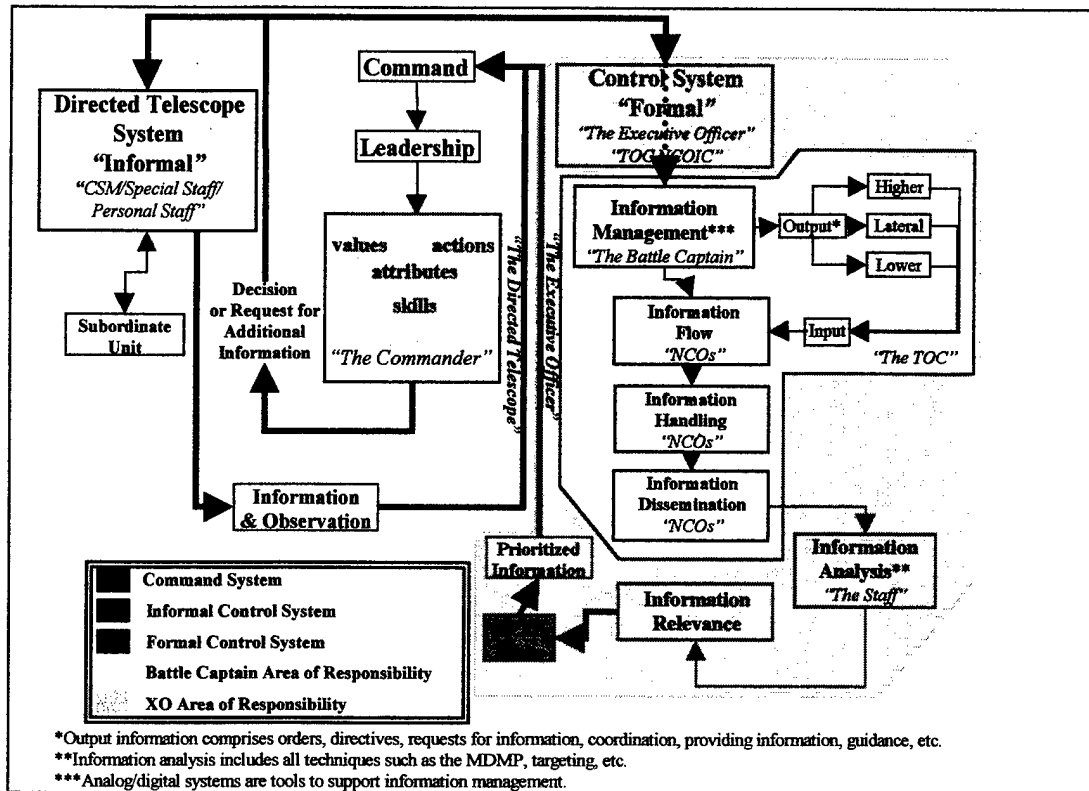 Directed Telescope
System
“Informal”
“CSM/Special Staff/
Personal Staff”
Subordinate
Unit
Decision
or Request for
Additional
Information
Command
Leadership
values actions
attributes
skills
“The Commander”
“The Directed Telescope”
“The Executive Officer”
Information
& Observation
Control System
“Formal”
“The Executive Officer”
“TOC NCOIC”
Information
Management***
“The Battle Captain”
Output*
Higher
Lateral
Lower
Input
“The TOC”
Information
Flow
“NCOs”
Information
Handling
“NCOs”
Information
Dissemination
“NCOs”
Information
Analysis**
“The Staff”
Information
Relevance
Prioritized
Information
Command System
Informal Control System
Formal Control System
Battle Captain Area of Responsibility
XO Area of Responsibility
*Output information comprises orders, directives, requests for information, coordination, providing information, guidance, etc.
**Information analysis includes all techniques such as the MDMP, targeting, etc.
***Analog/digital systems are tools to support information management.